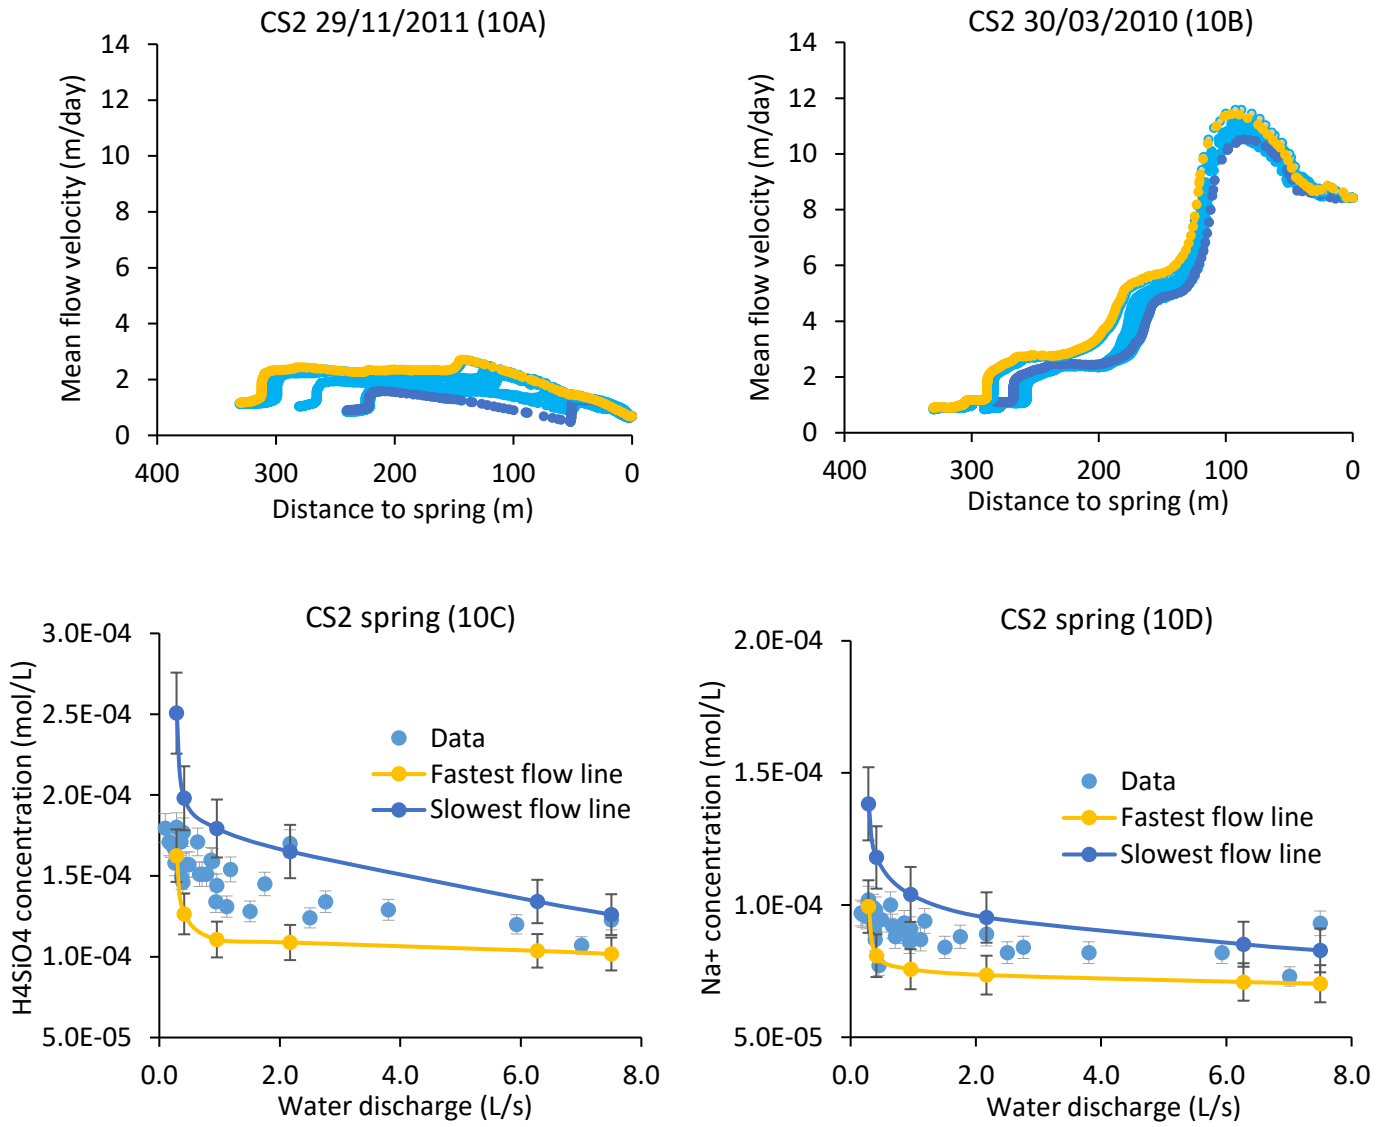 CS2 29/11/2011 (10A)
14
12
10
8
6
4
2
0
Mean flow velocity (m/day)
400 300 200 100 0
Distance to spring (m)
CS2 30/03/2010 (10B)
14
12
10
8
6
4
2
0
Mean flow velocity (m/day)
400 300 200 100 0
Distance to spring (m)
CS2 spring (10C)
3.0E-04
2.5E-04
2.0E-04
1.5E-04
1.0E-04
5.0E-05
H4SiO4 concentration (mol/L)
Data
Fastest flow line
Slowest flow line
0.0 2.0 4.0 6.0 8.0
Water discharge (L/s)
CS2 spring (10D)
2.0E-04
1.5E-04
1.0E-04
5.0E-05
Na+ concentration (mol/L)
Data
Fastest flow line
Slowest flow line
0.0 2.0 4.0 6.0 8.0
Water discharge (L/s)